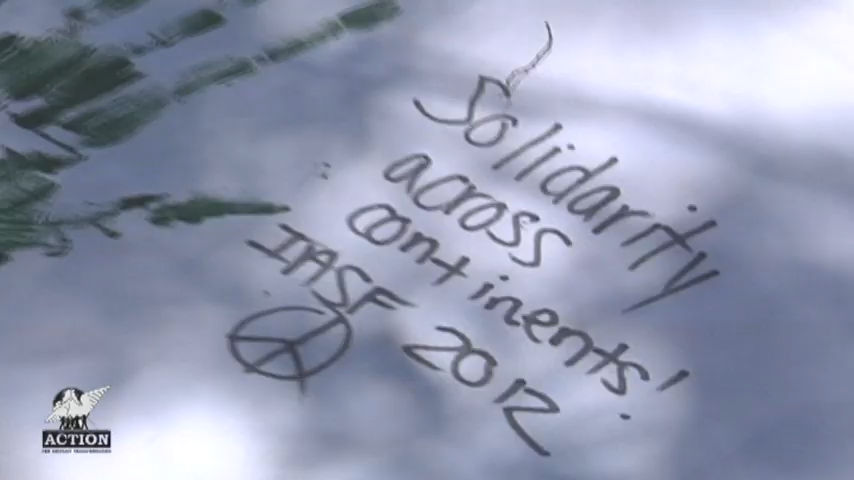 Solidarity
across
continents!
IASF 2012
ACTION